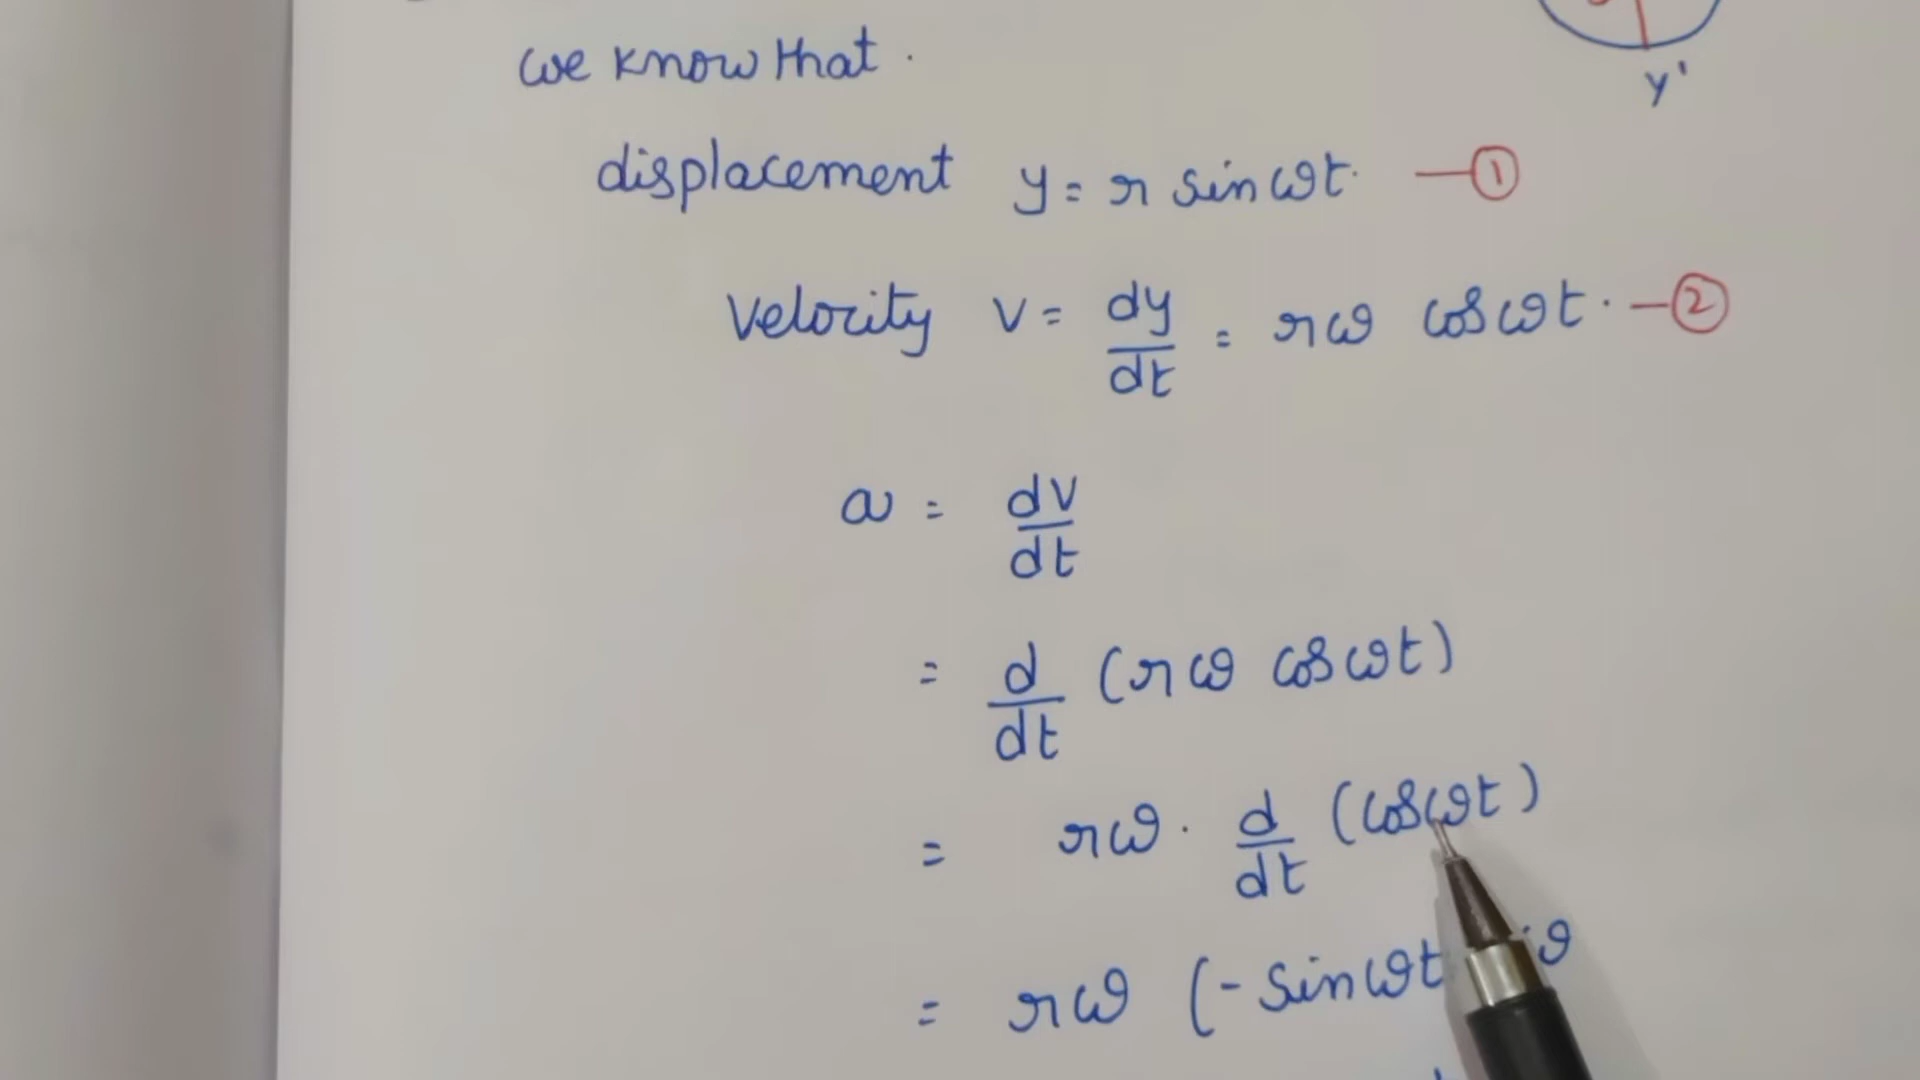 y'
we know that .
displacement y = r sin ωt. —①
Velocity v = dy/dt = rω cos ωt. —②
a = dv/dt
= d/dt (rω cos ωt)
= rω . d/dt (cos ωt)
= rω (- sin ωt